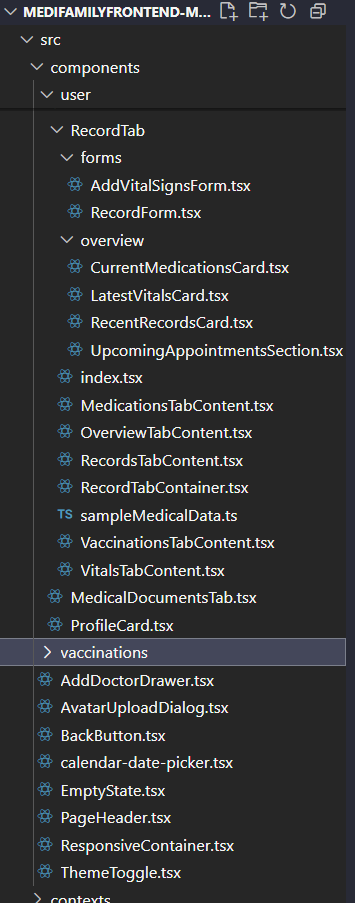 MEDIFAMILYFRONTEND-M...
src
components
user
RecordTab
forms
AddVitalSignsForm.tsx
RecordForm.tsx
overview
CurrentMedicationsCard.tsx
LatestVitalsCard.tsx
RecentRecordsCard.tsx
UpcomingAppointmentsSection.tsx
index.tsx
MedicationsTabContent.tsx
OverviewTabContent.tsx
RecordsTabContent.tsx
RecordTabContainer.tsx
TS sampleMedicalData.ts
VaccinationsTabContent.tsx
VitalsTabContent.tsx
MedicalDocumentsTab.tsx
ProfileCard.tsx
vaccinations
AddDoctorDrawer.tsx
AvatarUploadDialog.tsx
BackButton.tsx
calendar-date-picker.tsx
EmptyState.tsx
PageHeader.tsx
ResponsiveContainer.tsx
ThemeToggle.tsx
contexts